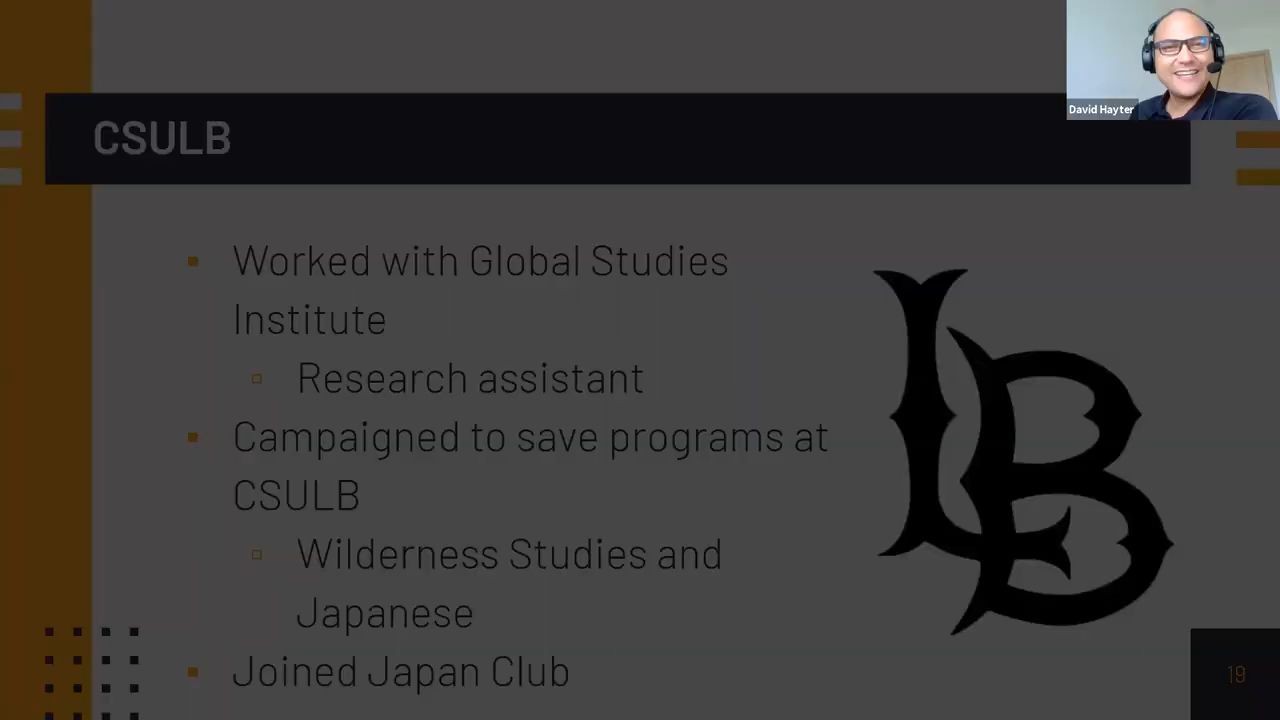 David Hayter
CSULB
Worked with Global Studies
Institute
Research assistant
Campaigned to save programs at
CSULB
Wilderness Studies and
Japanese
Joined Japan Club
LB
19